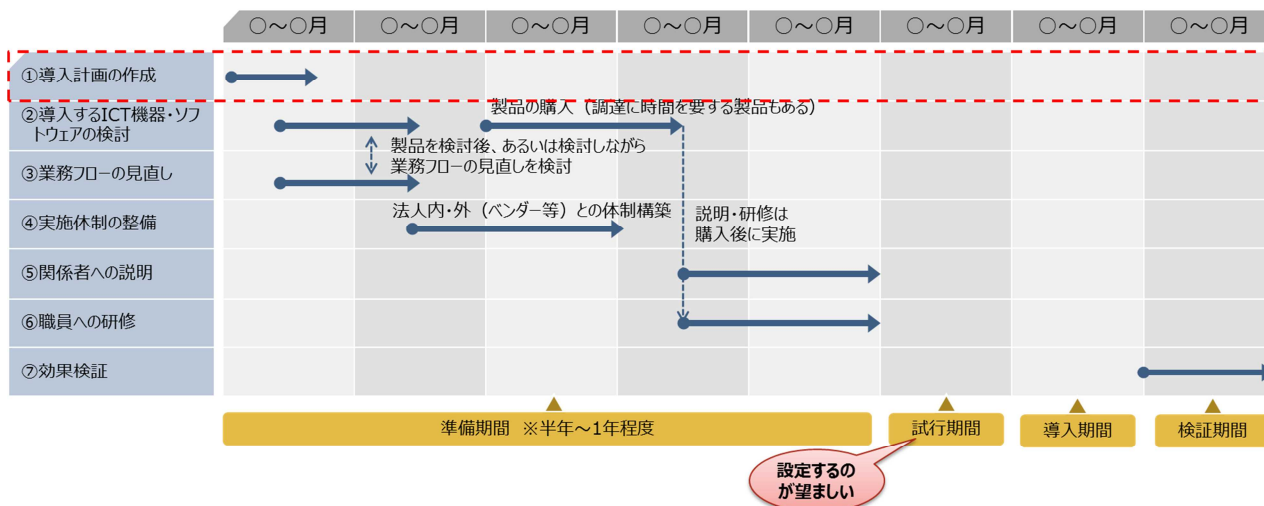 〇～〇月 〇～〇月 〇～〇月 〇～〇月 〇～〇月 〇～〇月 〇～〇月 〇～〇月
①導入計画の作成
②導入するICT機器・ソフ
トウェアの検討
製品の購入（調達に時間を要する製品もある）
製品を検討後、あるいは検討しながら
業務フローの見直しを検討
③業務フローの見直し
④実施体制の整備
法人内・外（ベンダー等）との体制構築
説明・研修は
購入後に実施
⑤関係者への説明
⑥職員への研修
⑦効果検証
準備期間 ※半年～1年程度
試行期間
導入期間
検証期間
設定するの
が望ましい